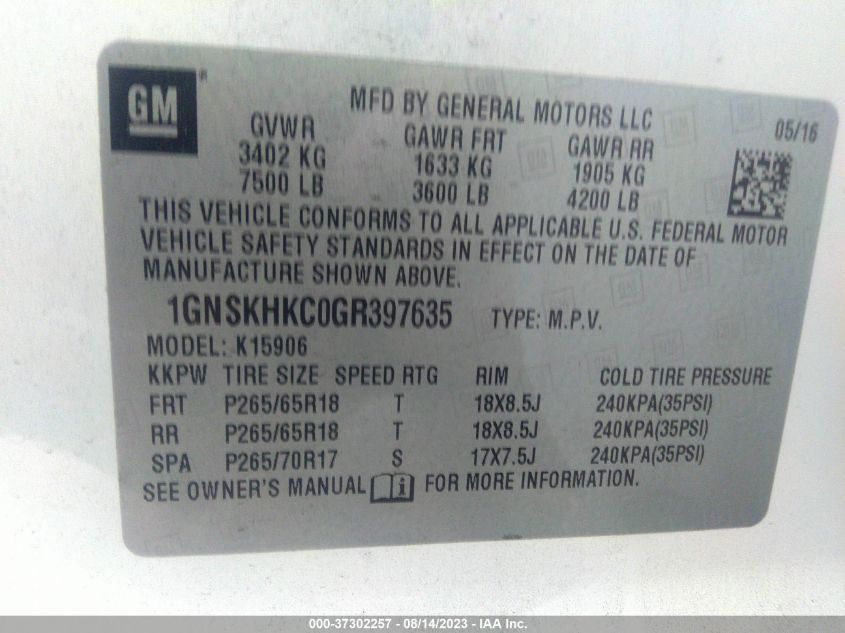 GM®
MFD BY GENERAL MOTORS LLC
05/16
GVWR GAWR FRT GAWR RR
3402 KG 1633 KG 1905 KG
7500 LB 3600 LB 4200 LB
THIS VEHICLE CONFORMS TO ALL APPLICABLE U.S. FEDERAL MOTOR
VEHICLE SAFETY STANDARDS IN EFFECT ON THE DATE OF
MANUFACTURE SHOWN ABOVE.
1GNSKHKC0GR397635 TYPE: M.P.V.
MODEL: K15906
KKPW TIRE SIZE SPEED RTG RIM COLD TIRE PRESSURE
FRT P265/65R18 T 18X8.5J 240KPA(35PSI)
RR P265/65R18 T 18X8.5J 240KPA(35PSI)
SPA P265/70R17 S 17X7.5J 240KPA(35PSI)
SEE OWNER'S MANUAL i FOR MORE INFORMATION.
000-37302257 - 08/14/2023 - IAA Inc.